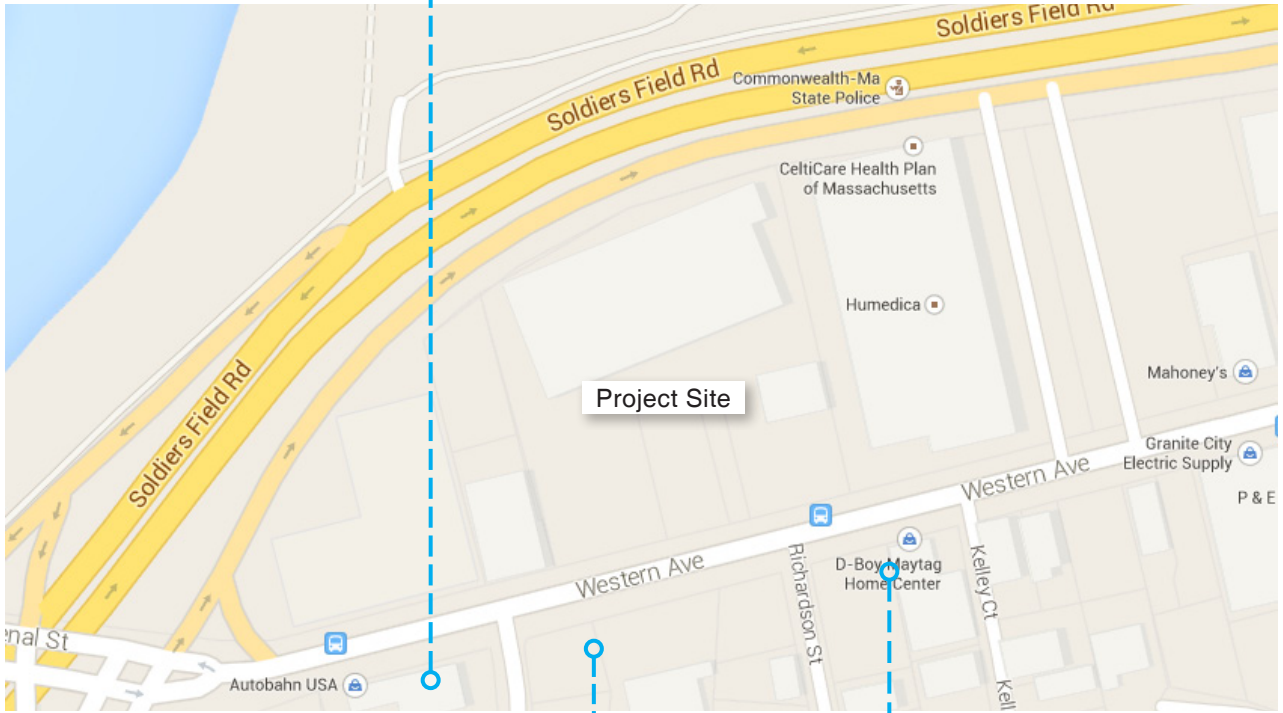 Soldiers Field Rd
Soldiers Field Rd
Commonwealth-Ma
State Police
CeltiCare Health Plan
of Massachusetts
Humedica
Project Site
Mahoney's
Soldiers Field Rd
Granite City
Electric Supply
Western Ave
P & E
Western Ave
D-Boy Maytag
Home Center
Richardson St
Kelley Ct
enal St
Autobahn USA
Kell